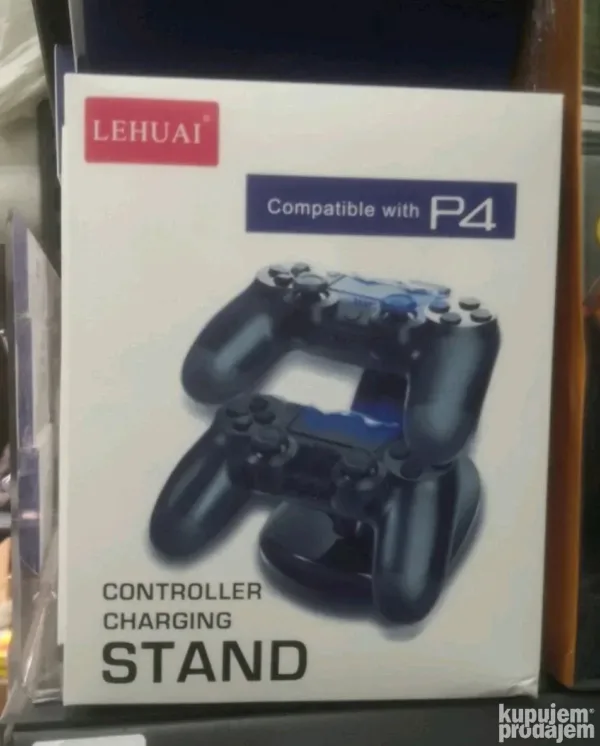 LEHUAI®
Compatible with P4
CONTROLLER
CHARGING
STAND
kupujem
prodajem